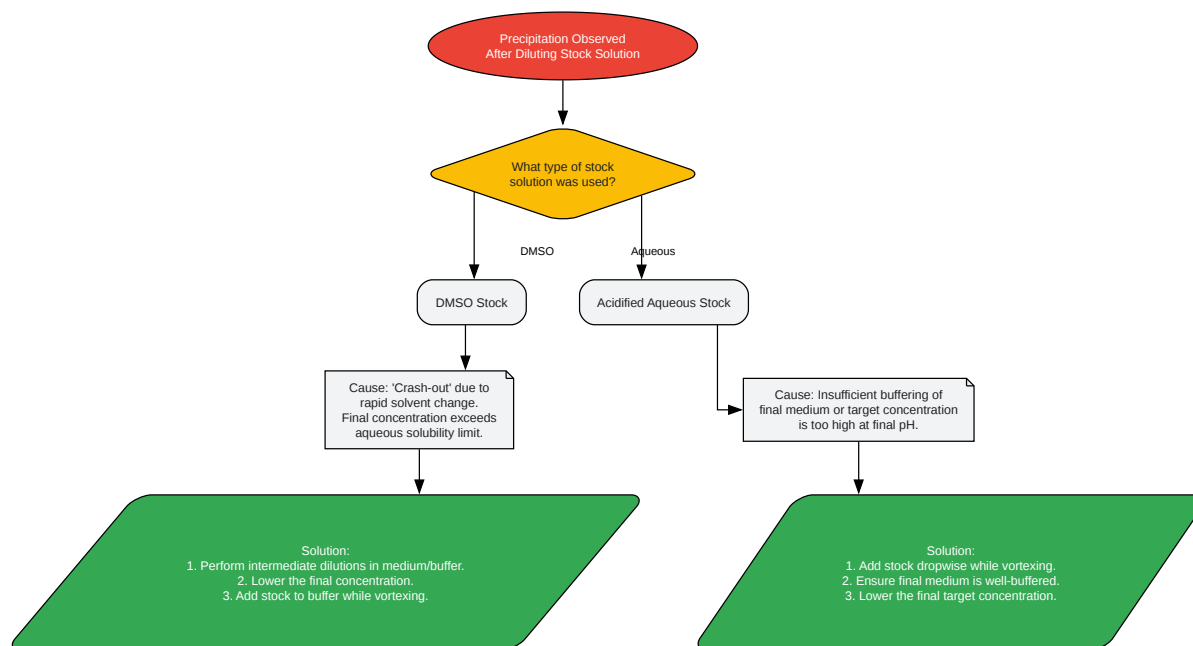 Precipitation Observed
After Diluting Stock Solution
What type of stock
solution was used?
DMSO
Aqueous
DMSO Stock
Acidified Aqueous Stock
Cause: 'Crash-out' due to
rapid solvent change.
Final concentration exceeds
aqueous solubility limit.
Cause: Insufficient buffering of
final medium or target concentration
is too high at final pH.
Solution:
1. Perform intermediate dilutions in medium/buffer.
2. Lower the final concentration.
3. Add stock to buffer while vortexing.
Solution:
1. Add stock dropwise while vortexing.
2. Ensure final medium is well-buffered.
3. Lower the final target concentration.